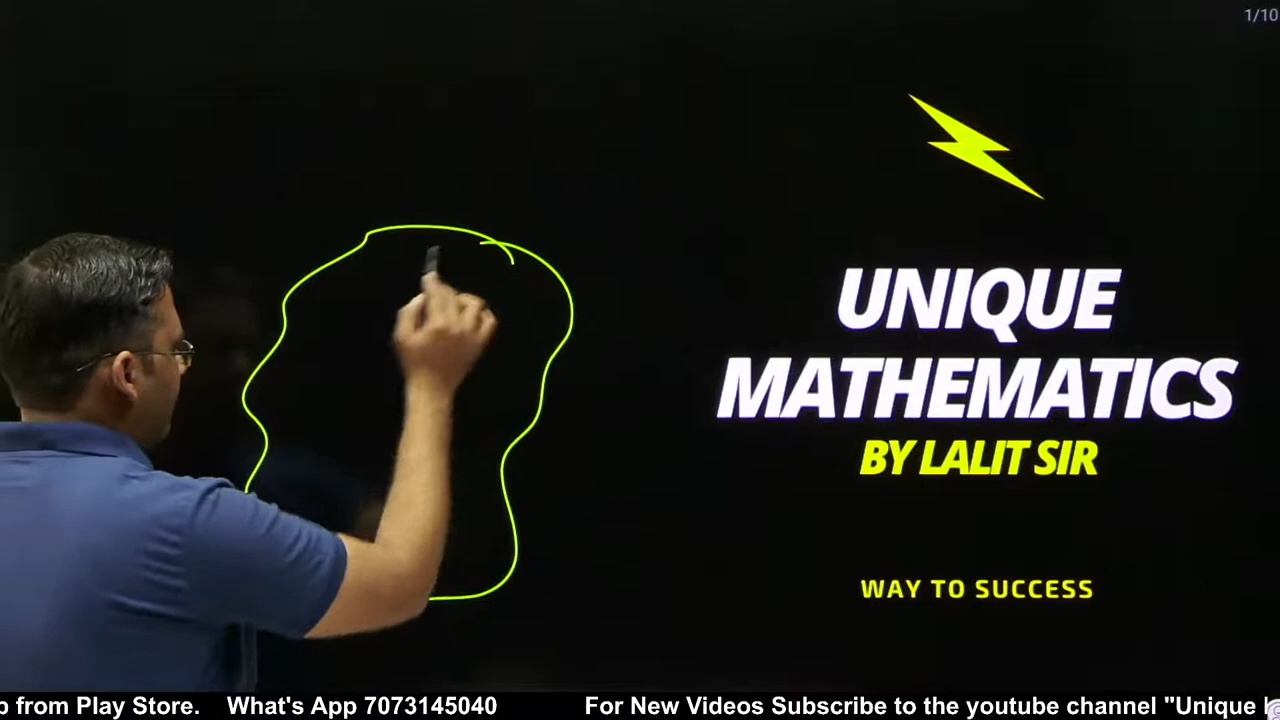 1/10
UNIQUE
MATHEMATICS
BY LALIT SIR
WAY TO SUCCESS
from Play Store. What's App 7073145040 For New Videos Subscribe to the youtube channel "Unique